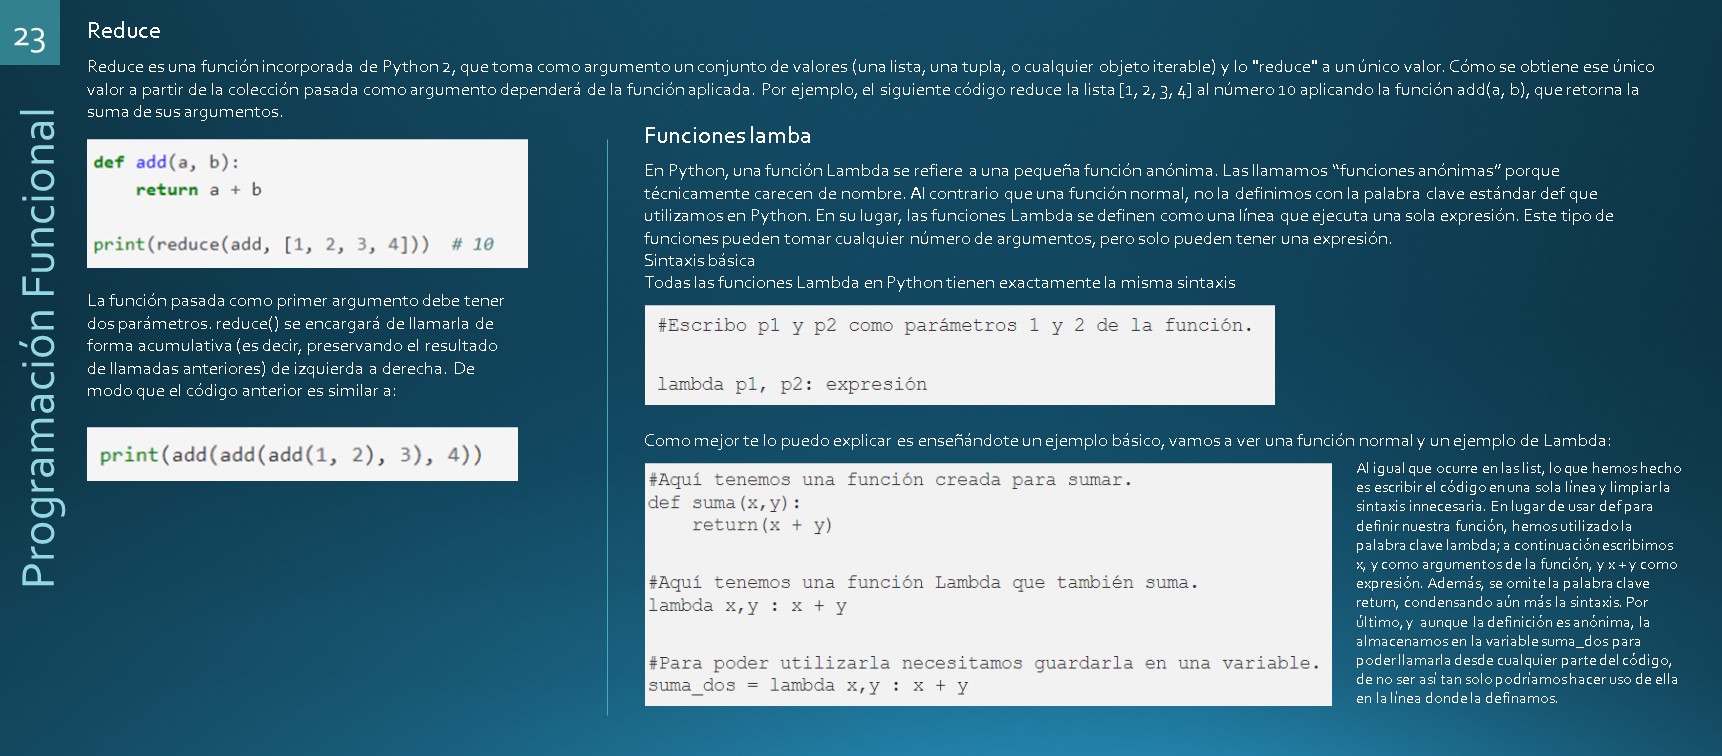 23
Programación Funcional
Reduce
Reduce es una función incorporada de Python 2, que toma como argumento un conjunto de valores (una lista, una tupla, o cualquier objeto iterable) y lo "reduce" a un único valor. Cómo se obtiene ese único
valor a partir de la colección pasada como argumento dependerá de la función aplicada. Por ejemplo, el siguiente código reduce la lista [1, 2, 3, 4] al número 10 aplicando la función add(a, b), que retorna la
suma de sus argumentos.
def add(a, b):
    return a + b
print(reduce(add, [1, 2, 3, 4]))  # 10
La función pasada como primer argumento debe tener
dos parámetros. reduce() se encargará de llamarla de
forma acumulativa (es decir, preservando el resultado
de llamadas anteriores) de izquierda a derecha. De
modo que el código anterior es similar a:
print(add(add(add(1, 2), 3), 4))
Funciones lamba
En Python, una función Lambda se refiere a una pequeña función anónima. Las llamamos “funciones anónimas” porque
técnicamente carecen de nombre. Al contrario que una función normal, no la definimos con la palabra clave estándar def que
utilizamos en Python. En su lugar, las funciones Lambda se definen como una línea que ejecuta una sola expresión. Este tipo de
funciones pueden tomar cualquier número de argumentos, pero solo pueden tener una expresión.
Sintaxis básica
Todas las funciones Lambda en Python tienen exactamente la misma sintaxis
#Escribo p1 y p2 como parámetros 1 y 2 de la función.
lambda p1, p2: expresión
Como mejor te lo puedo explicar es enseñándote un ejemplo básico, vamos a ver una función normal y un ejemplo de Lambda:
#Aquí tenemos una función creada para sumar.
def suma(x,y):
    return(x + y)
#Aquí tenemos una función Lambda que también suma.
lambda x,y : x + y
#Para poder utilizarla necesitamos guardarla en una variable.
suma_dos = lambda x,y : x + y
Al igual que ocurre en las list, lo que hemos hecho
es escribir el código en una sola línea y limpiar la
sintaxis innecesaria. En lugar de usar def para
definir nuestra función, hemos utilizado la
palabra clave lambda; a continuación escribimos
x, y como argumentos de la función, y x + y como
expresión. Además, se omite la palabra clave
return, condensando aún más la sintaxis. Por
último, y aunque la definición es anónima, la
almacenamos en la variable suma_dos para
poder llamarla desde cualquier parte del código,
de no ser así tan solo podríamos hacer uso de ella
en la línea donde la definamos.